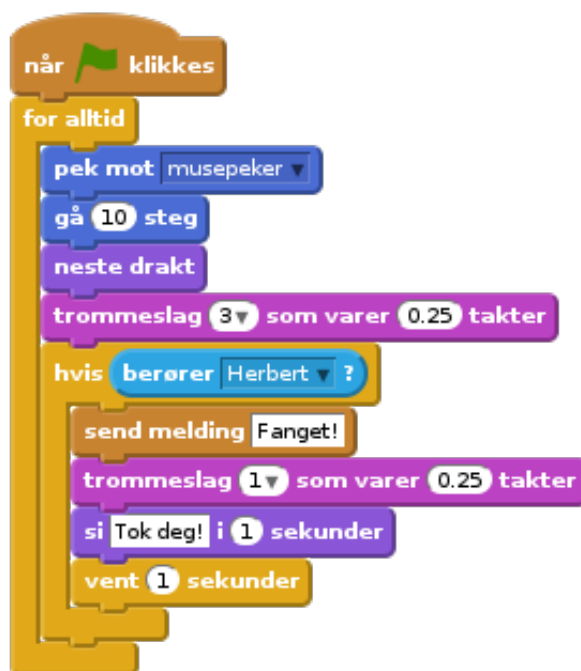 når klikkes
for alltid
pek mot musepeker
gå 10 steg
neste drakt
trommeslag 3 som varer 0.25 takter
hvis berører Herbert ?
send melding Fanget!
trommeslag 1 som varer 0.25 takter
si Tok deg! i 1 sekunder
vent 1 sekunder